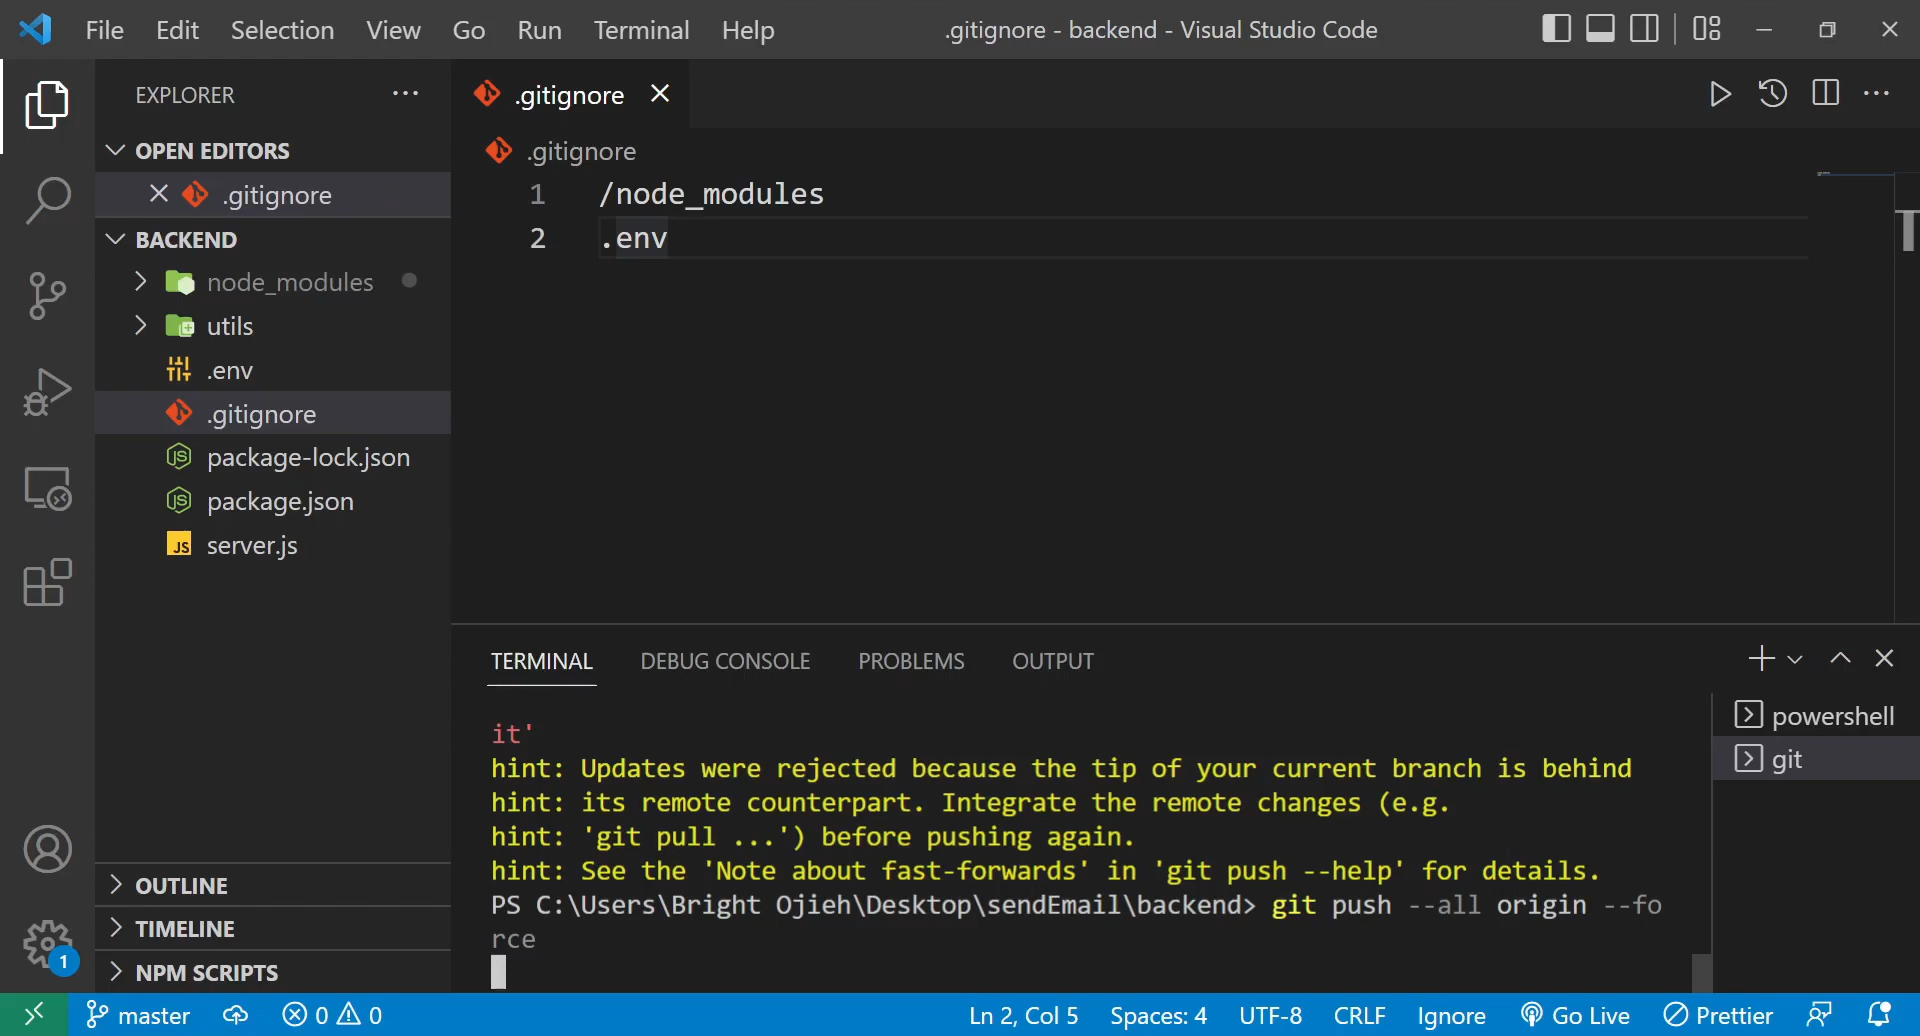 File Edit Selection View Go Run Terminal Help
.gitignore - backend - Visual Studio Code
EXPLORER
OPEN EDITORS
.gitignore
BACKEND
node_modules
utils
.env
.gitignore
package-lock.json
package.json
JS server.js
OUTLINE
TIMELINE
NPM SCRIPTS
.gitignore
.gitignore
1 /node_modules
2 .env
TERMINAL DEBUG CONSOLE PROBLEMS OUTPUT
it'
hint: Updates were rejected because the tip of your current branch is behind
hint: its remote counterpart. Integrate the remote changes (e.g.
hint: 'git pull ...') before pushing again.
hint: See the 'Note about fast-forwards' in 'git push --help' for details.
PS C:\Users\Bright Ojieh\Desktop\sendEmail\backend> git push --all origin --fo
rce
powershell
git
1
master 0 0 Ln 2, Col 5 Spaces: 4 UTF-8 CRLF Ignore Go Live Prettier